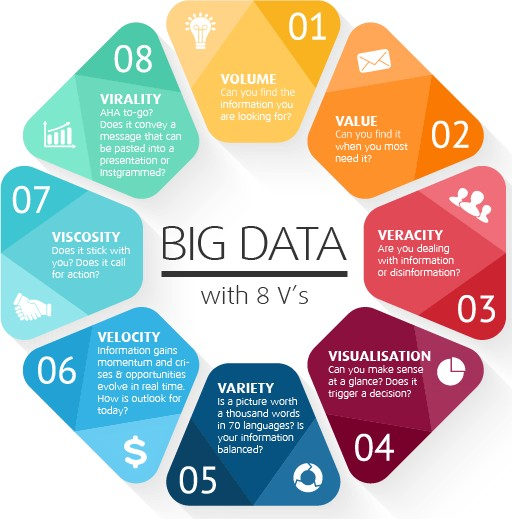 BIG DATA
with 8 V's
01
VOLUME
Can you find the
information you
are looking for?
VALUE
Can you find it
when you most
need it?
02
VERACITY
Are you dealing
with information
or disinformation?
03
VISUALISATION
Can you make sense
at a glance? Does it
trigger a decision?
04
VARIETY
Is a picture worth
a thousand words
in 70 languages? Is
your information
balanced?
05
VELOCITY
Information gains
momentum and cri-
ses & opportunities
evolve in real time.
How is outlook for
today?
06
$
07
VISCOSITY
Does it stick with
you? Does it call
for action?
08
VIRALITY
AHA to-go?
Does it convey a
message that can
be pasted into a
presentation or
Instgrammed?